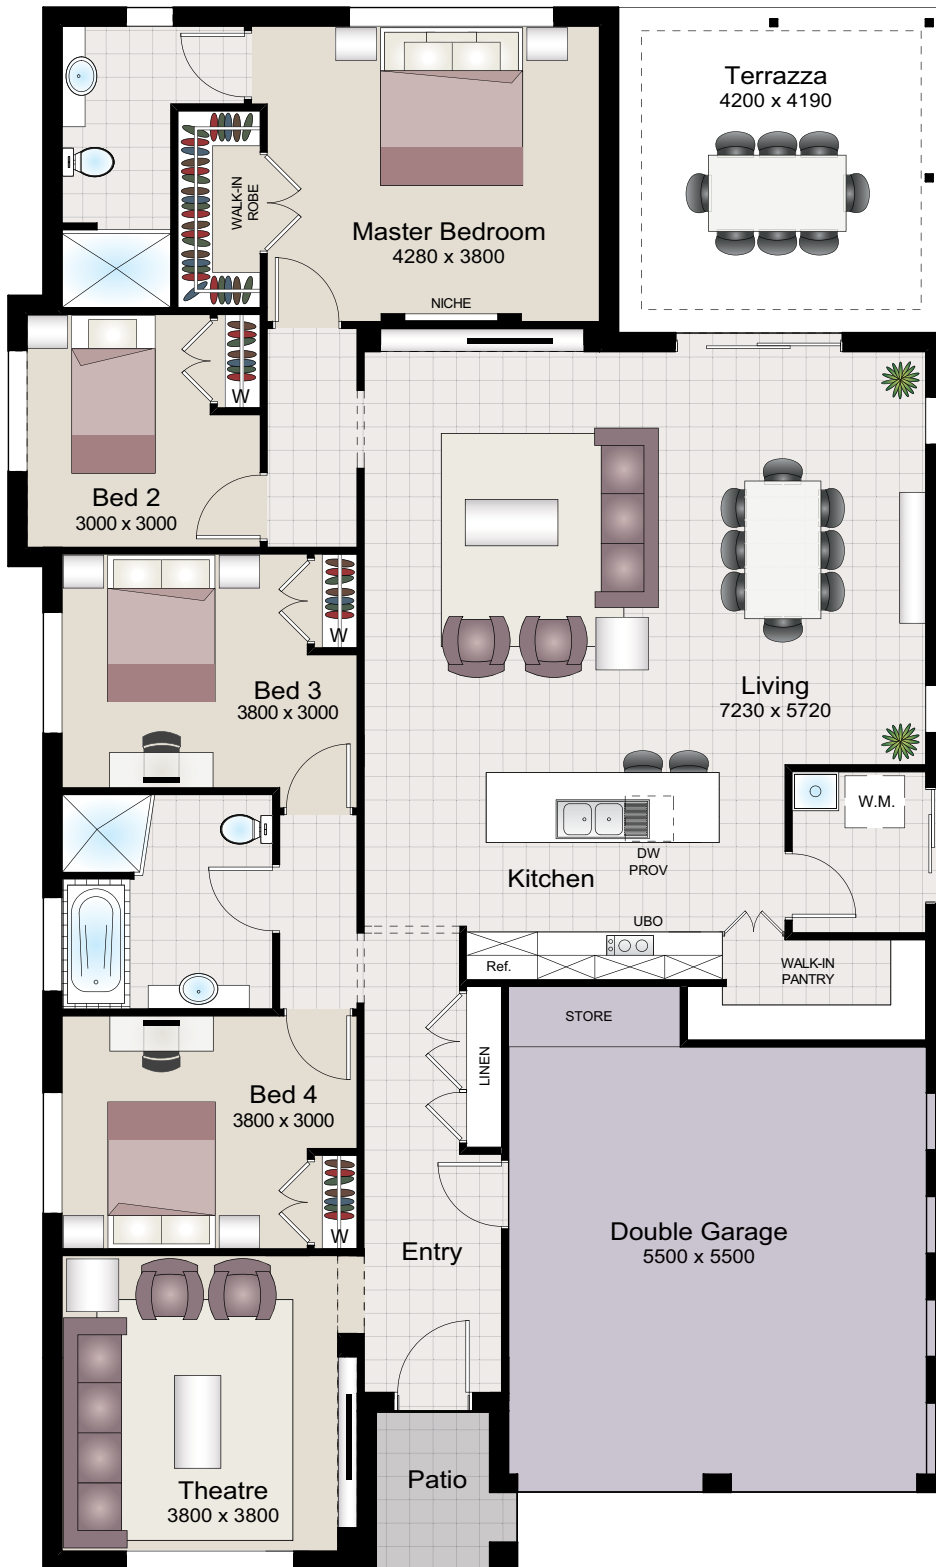 Terrazza
4200 x 4190
WALK-IN
ROBE
Master Bedroom
4280 x 3800
NICHE
W
Bed 2
3000 x 3000
W
Bed 3
3800 x 3000
Living
7230 x 5720
W.M.
DW
PROV
Kitchen
UBO
Ref.
WALK-IN
PANTRY
STORE
LINEN
Bed 4
3800 x 3000
W
Entry
Double Garage
5500 x 5500
Patio
Theatre
3800 x 3800